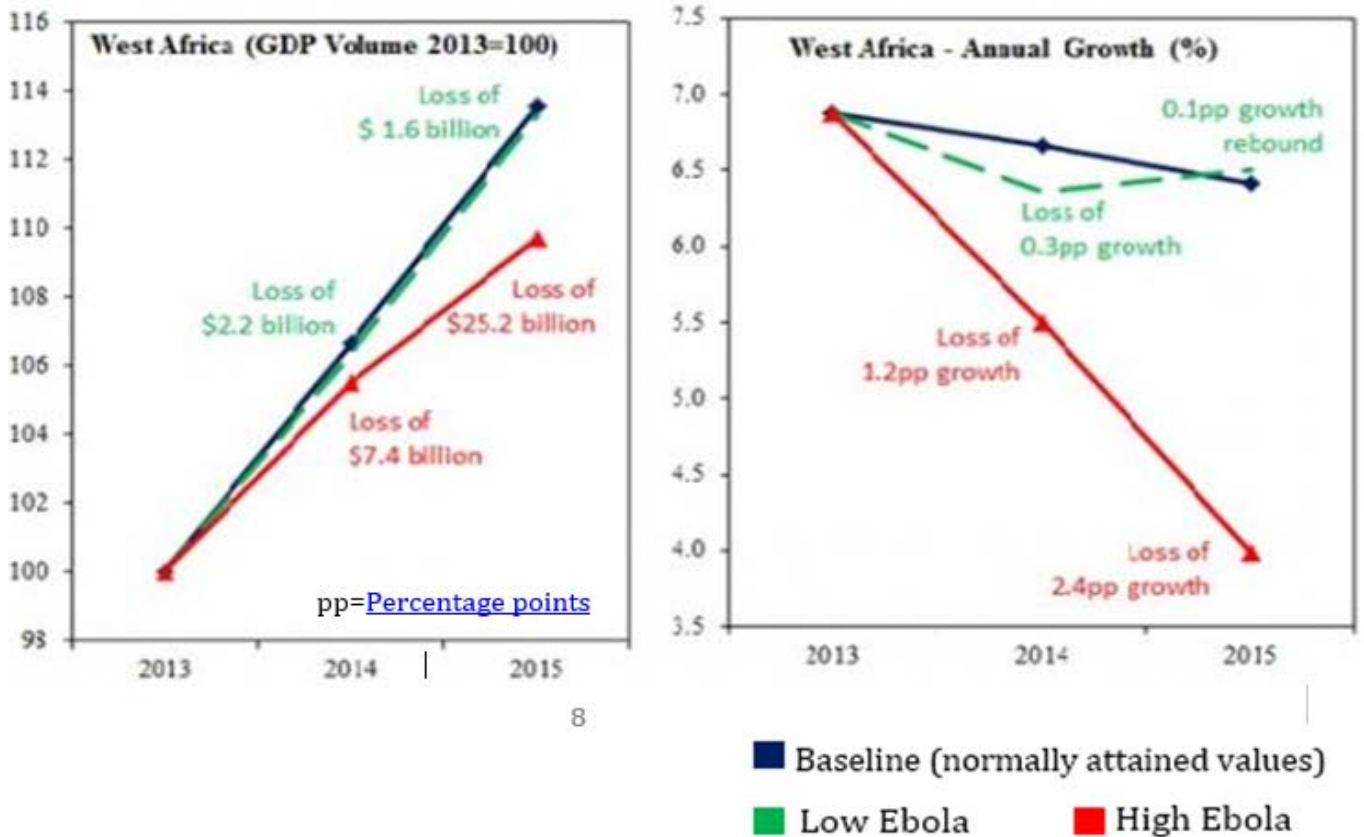 West Africa (GDP Volume 2013=100)
116
114
112
110
108
106
104
102
100
98
Loss of
$ 1.6 billion
Loss of
$2.2 billion
Loss of
$25.2 billion
Loss of
$7.4 billion
pp=Percentage points
2013 2014 2015
8
West Africa - Annual Growth (%)
7.5
7.0
6.5
6.0
5.5
5.0
4.5
4.0
3.5
0.1pp growth
rebound
Loss of
0.3pp growth
Loss of
1.2pp growth
Loss of
2.4pp growth
2013 2014 2015
Baseline (normally attained values)
Low Ebola High Ebola